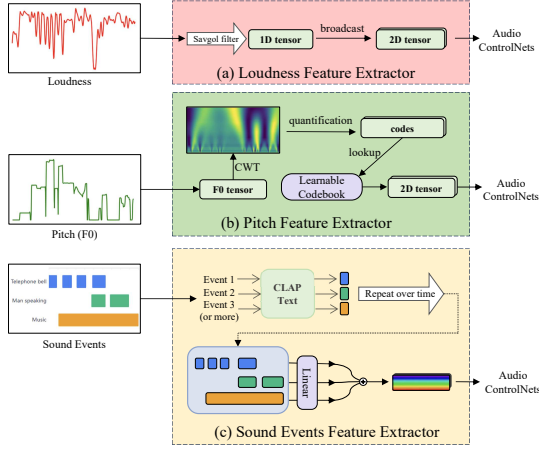 Loudness
Savgol filter
1D tensor
broadcast
2D tensor
Audio
ControlNets
(a) Loudness Feature Extractor
Pitch (F0)
F0 tensor
CWT
quantification
codes
lookup
Learnable
Codebook
2D tensor
Audio
ControlNets
(b) Pitch Feature Extractor
Telephone bell
Man speaking
Music
Sound Events
Event 1
Event 2
Event 3
(or more)
CLAP
Text
Repeat over time
Linear
Audio
ControlNets
(c) Sound Events Feature Extractor